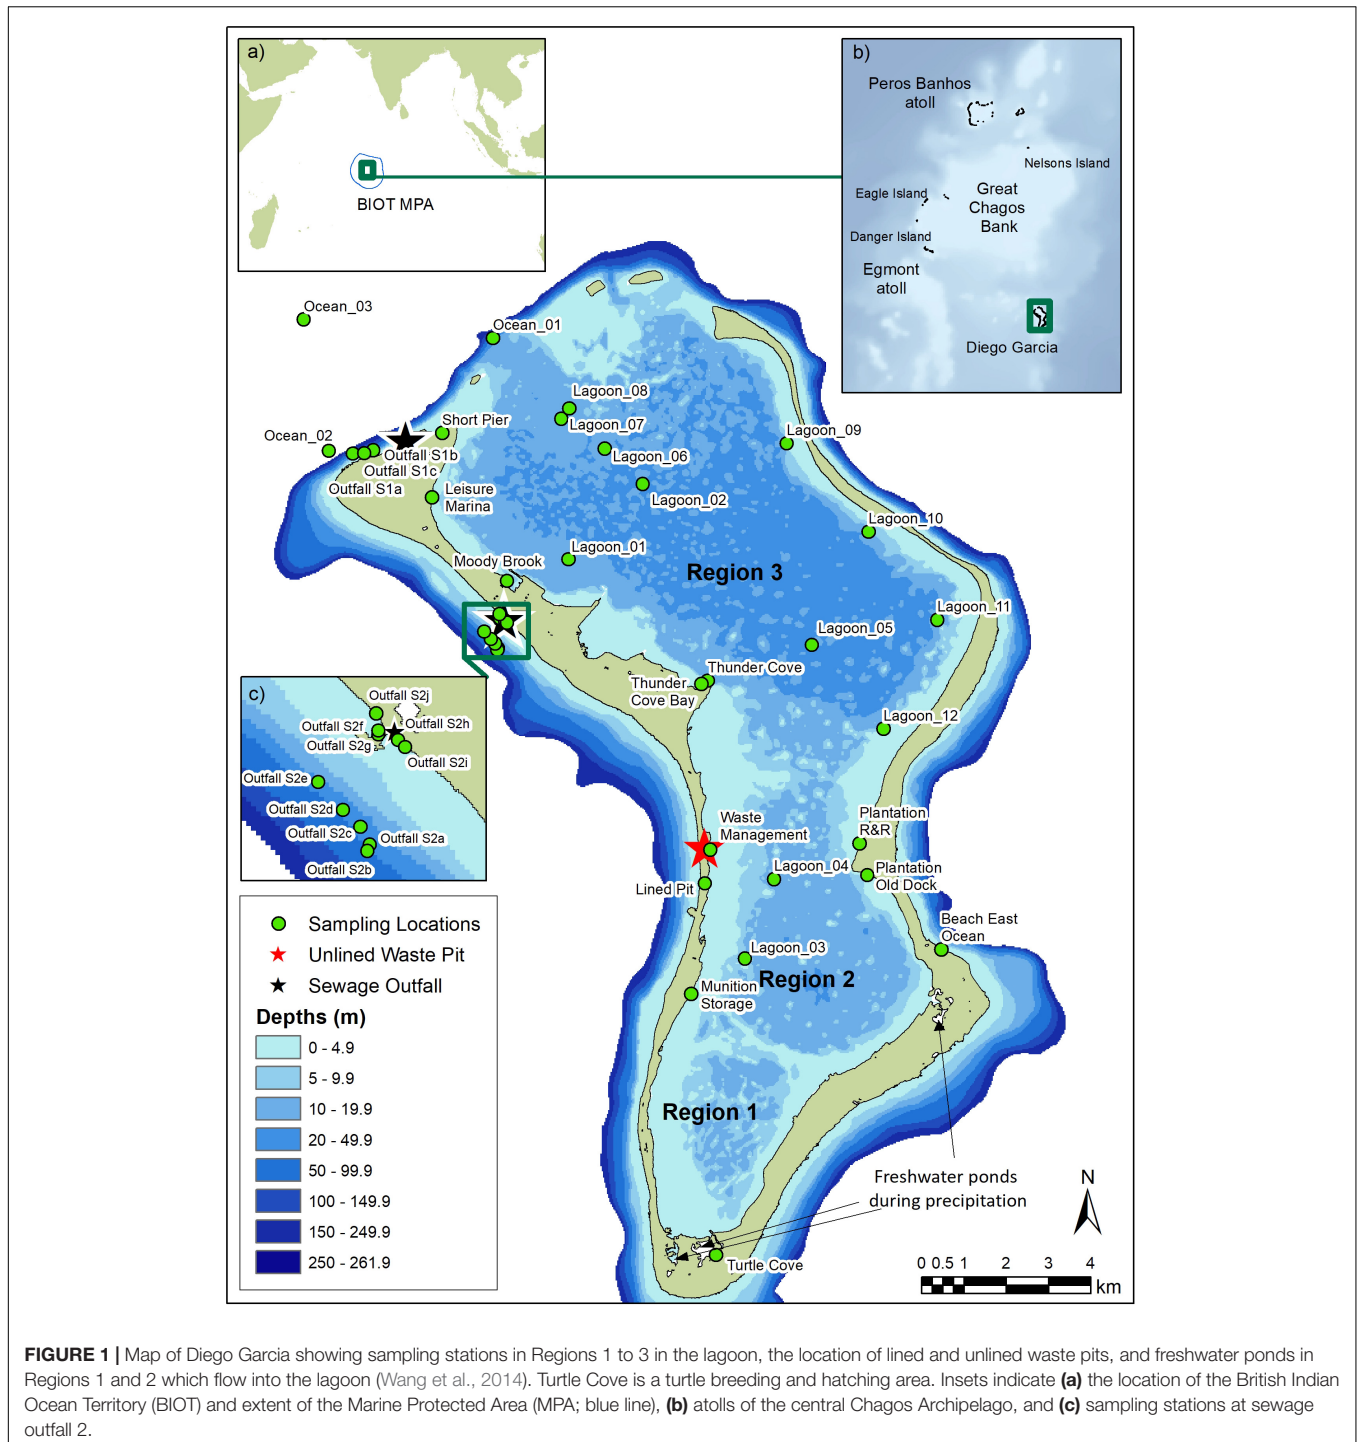 a)
BIOT MPA
b)
Peros Banhos
atoll
Nelsons Island
Eagle Island
Great
Chagos
Bank
Danger Island
Egmont
atoll
Diego Garcia
Ocean_03
Ocean_01
Lagoon_08
Lagoon_07
Short Pier
Ocean_02
Lagoon_09
Outfall S1b
Lagoon_06
Outfall S1c
Outfall S1a
Leisure
Marina
Lagoon_02
Lagoon_10
Lagoon_01
Moody Brook
Region 3
Lagoon_11
Lagoon_05
Thunder Cove
Thunder
Cove Bay
Lagoon_12
c)
Outfall S2j
Outfall S2f
Outfall S2h
Outfall S2g
Outfall S2i
Outfall S2e
Outfall S2d
Outfall S2c
Outfall S2a
Outfall S2b
Waste
Management
Plantation
R&R
Lagoon_04
Plantation
Old Dock
Lined Pit
Beach East
Ocean
Lagoon_03
Region 2
Munition
Storage
Region 1
Freshwater ponds
during precipitation
Turtle Cove
Sampling Locations
Unlined Waste Pit
Sewage Outfall
Depths (m)
0 - 4.9
5 - 9.9
10 - 19.9
20 - 49.9
50 - 99.9
100 - 149.9
150 - 249.9
250 - 261.9
N
0 0.5 1 2 3 4
km
FIGURE 1 | Map of Diego Garcia showing sampling stations in Regions 1 to 3 in the lagoon, the location of lined and unlined waste pits, and freshwater ponds in
Regions 1 and 2 which flow into the lagoon (Wang et al., 2014). Turtle Cove is a turtle breeding and hatching area. Insets indicate (a) the location of the British Indian
Ocean Territory (BIOT) and extent of the Marine Protected Area (MPA; blue line), (b) atolls of the central Chagos Archipelago, and (c) sampling stations at sewage
outfall 2.